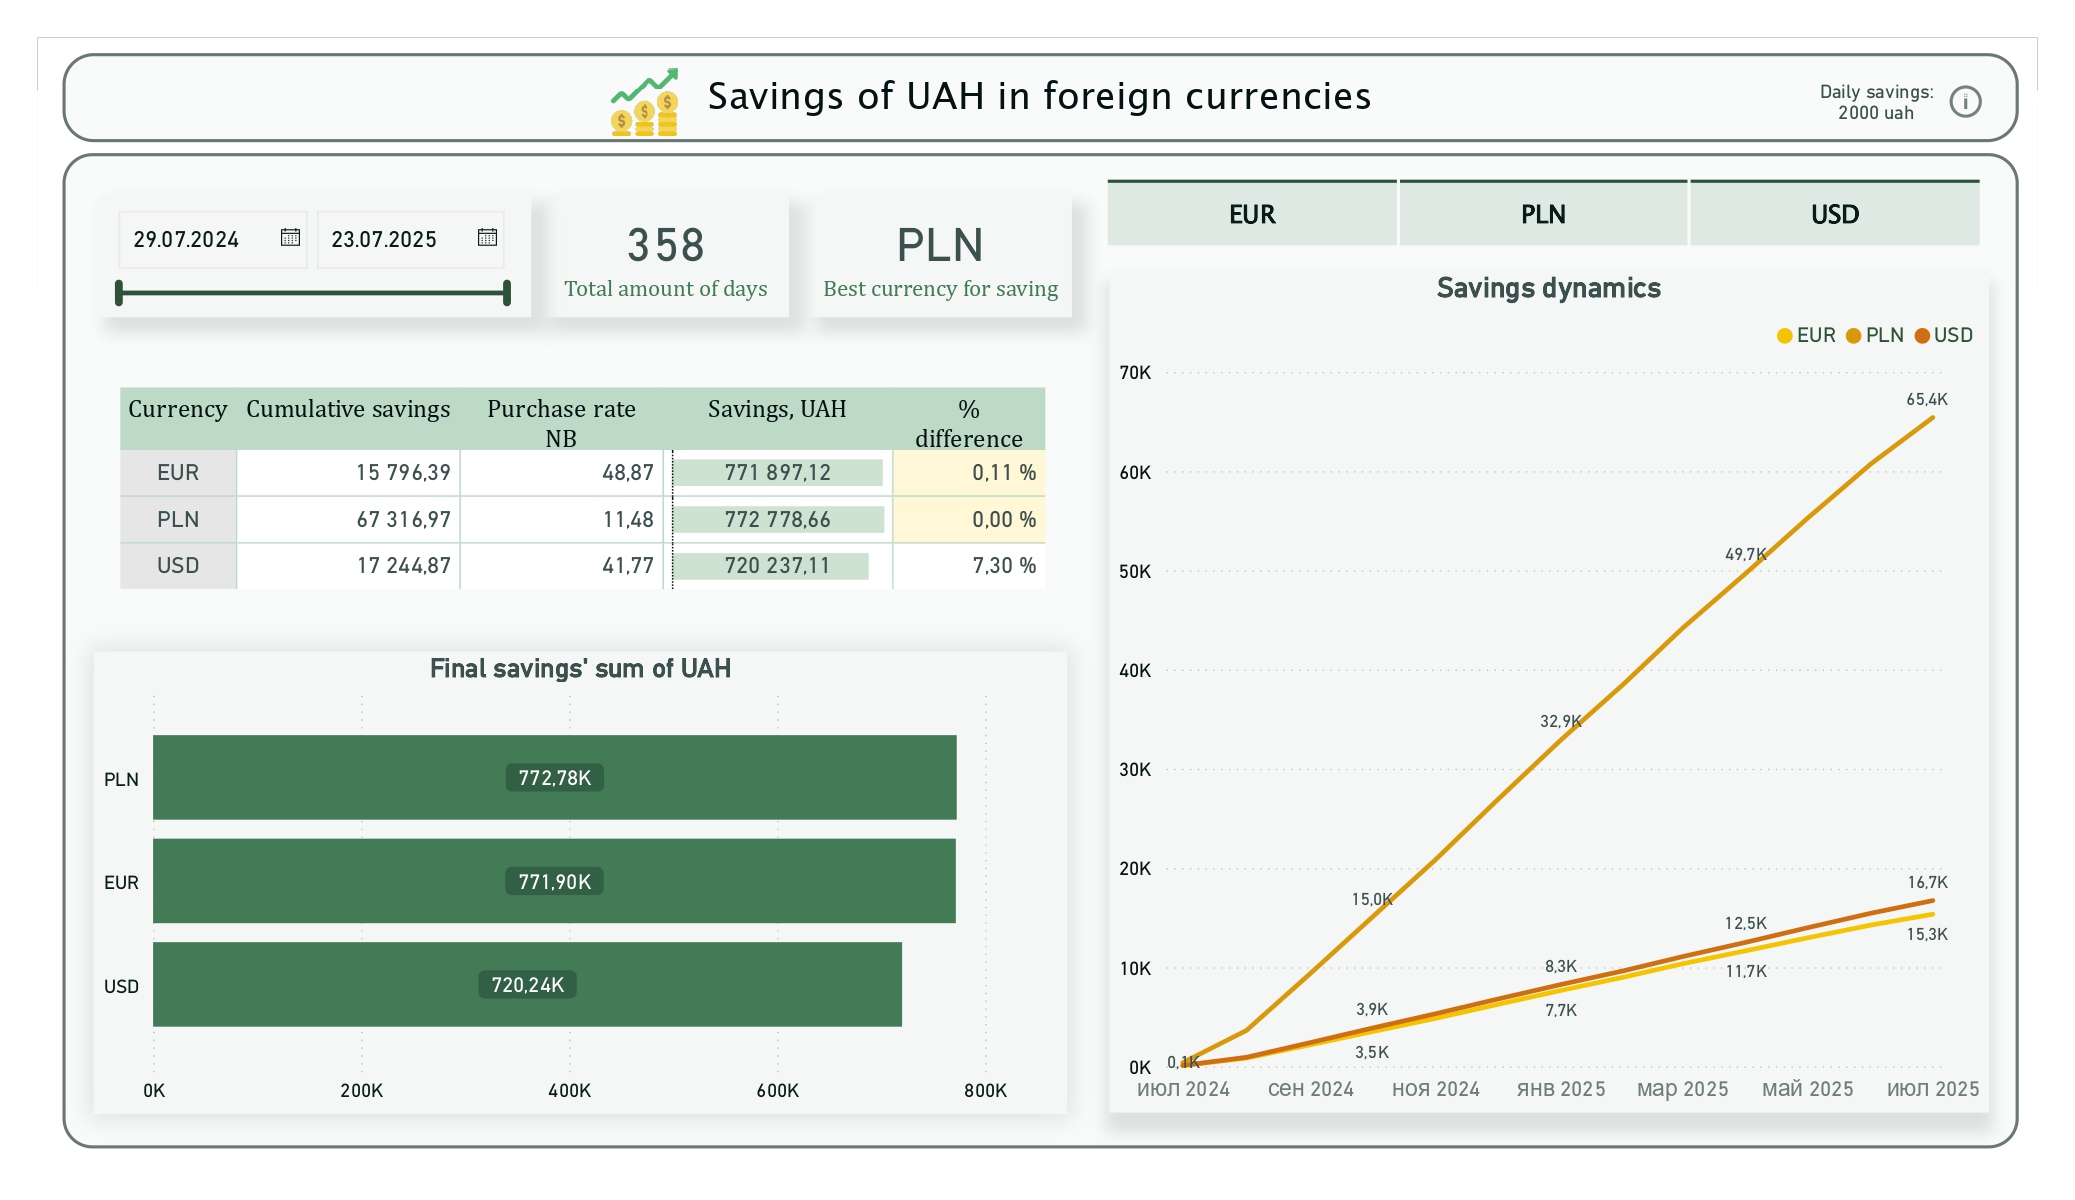 Savings of UAH in foreign currencies
Daily savings:
2000 uah
29.07.2024
23.07.2025
358
Total amount of days
PLN
Best currency for saving
EUR
PLN
USD
Currency Cumulative savings Purchase rate NB Savings, UAH % difference
EUR 15 796,39 48,87 771 897,12 0,11 %
PLN 67 316,97 11,48 772 778,66 0,00 %
USD 17 244,87 41,77 720 237,11 7,30 %
Final savings' sum of UAH
PLN 772,78K
EUR 771,90K
USD 720,24K
0K 200K 400K 600K 800K
Savings dynamics
EUR PLN USD
70K
65,4K
60K
49,7K
50K
40K
32,9K
30K
20K
15,0K
16,7K
12,5K
15,3K
10K
8,3K
11,7K
3,9K
7,7K
3,5K
0,1K
0K
июл 2024 сен 2024 ноя 2024 янв 2025 мар 2025 май 2025 июл 2025